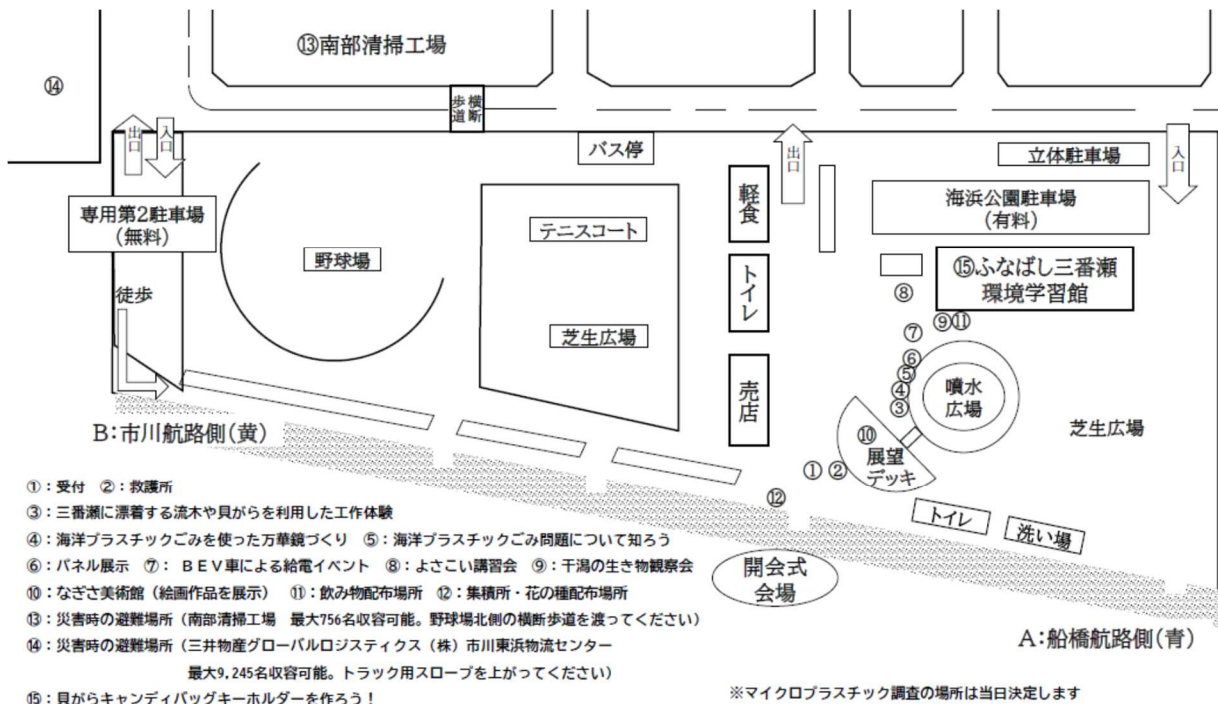 ⑬南部清掃工場
⑭
横断
歩道
出口
入口
バス停
出口
立体駐車場
入口
専用第2駐車場
(無料)
軽食
海浜公園駐車場
(有料)
テニスコート
野球場
トイレ
⑮ふなばし三番瀬
環境学習館
⑧
徒歩
⑨⑪
⑦
芝生広場
⑥
⑤
④
③
売店
噴水
広場
芝生広場
B:市川航路側(黄)
⑩
展望
デッキ
① ②
⑫
トイレ
洗い場
開会式
会場
A:船橋航路側(青)
①:受付 ②:救護所
③:三番瀬に漂着する流木や貝がらを利用した工作体験
④:海洋プラスチックごみを使った万華鏡づくり ⑤:海洋プラスチックごみ問題について知ろう
⑥:パネル展示 ⑦: BEV車による給電イベント ⑧:よさこい講習会 ⑨:干潟の生き物観察会
⑩:なぎさ美術館(絵画作品を展示) ⑪:飲み物配布場所 ⑫:集積所・花の種配布場所
⑬:災害時の避難場所(南部清掃工場 最大756名収容可能。野球場北側の横断歩道を渡ってください)
⑭:災害時の避難場所(三井物産グローバルロジスティクス(株)市川東浜物流センター
最大9,245名収容可能。トラック用スロープを上がってください)
⑮:貝がらキャンディバッグキーホルダーを作ろう!
※マイクロプラスチック調査の場所は当日決定します